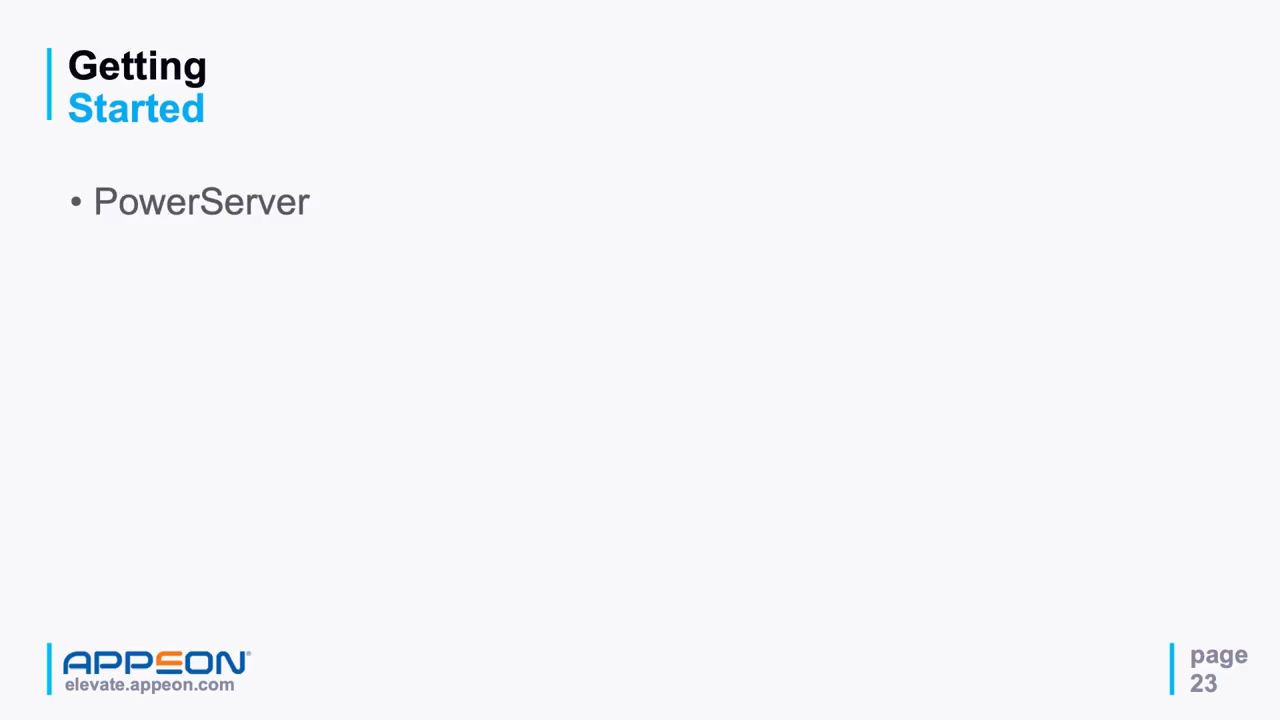 Getting
Started
• PowerServer
APPEON®
elevate.appeon.com
page
23